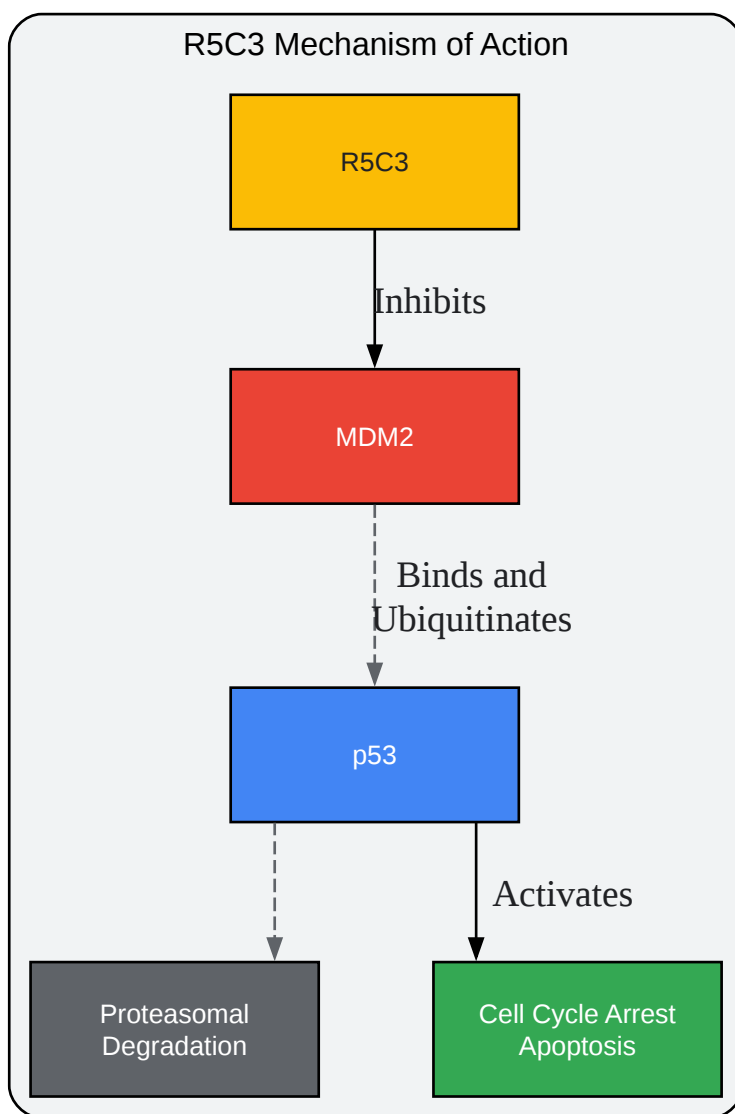 R5C3 Mechanism of Action
R5C3
Inhibits
MDM2
Binds and
Ubiquitinates
p53
Activates
Proteasomal
Degradation
Cell Cycle Arrest
Apoptosis